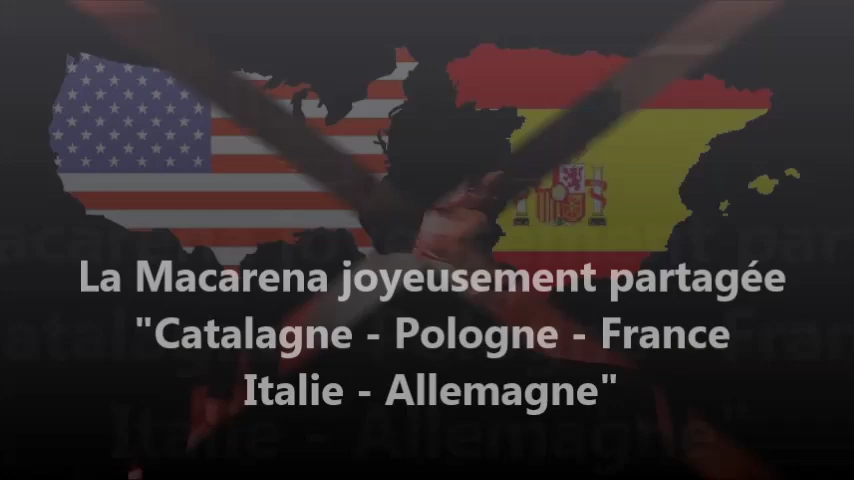 La Macarena joyeusement partagée
"Catalagne - Pologne - France
Italie - Allemagne"